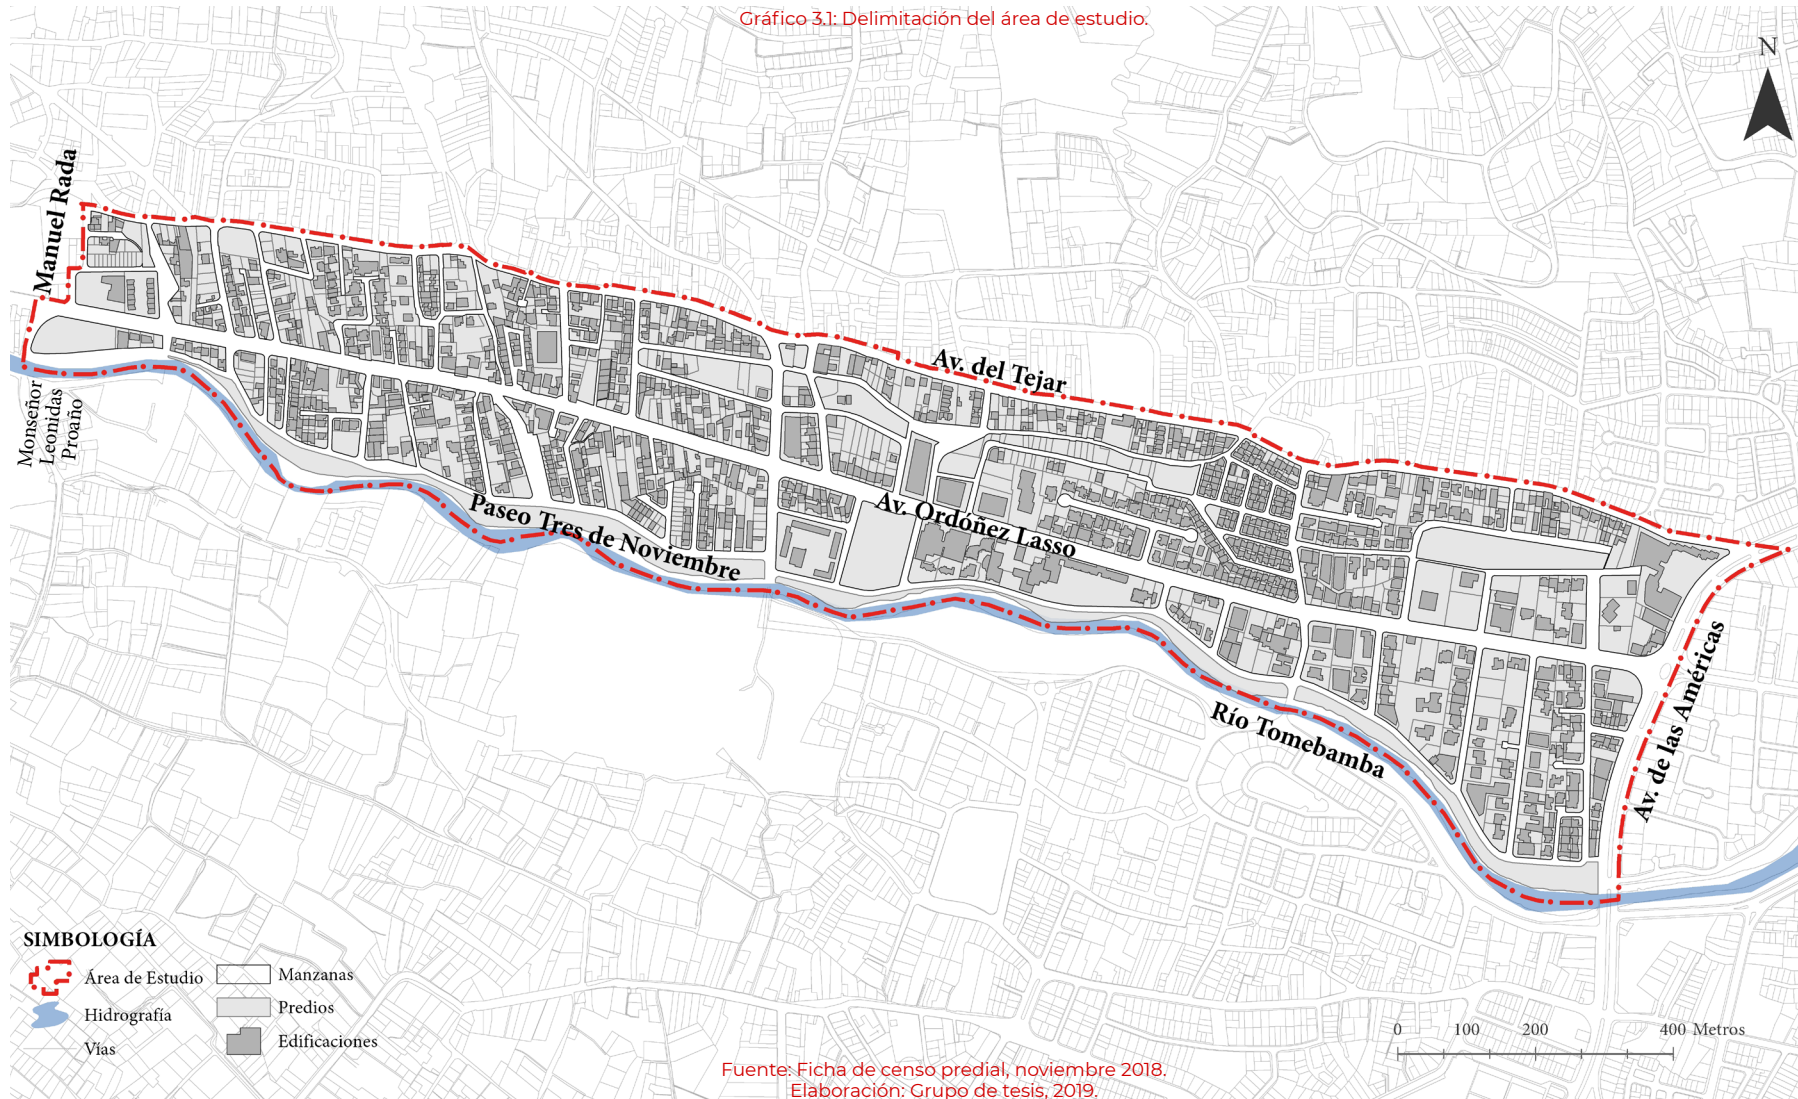 Gráfico 3.1: Delimitación del área de estudio.
N
Manuel Rada
Av. del Tejar
Monseñor
Leonidas
Proaño
Paseo Tres de Noviembre
Av. Ordóñez Lasso
Río Tomebamba
Av. de las Américas
SIMBOLOGÍA
Área de Estudio
Manzanas
Hidrografía
Predios
Vías
Edificaciones
0 100 200 400 Metros
Fuente: Ficha de censo predial, noviembre 2018.
Elaboración: Grupo de tesis, 2019.